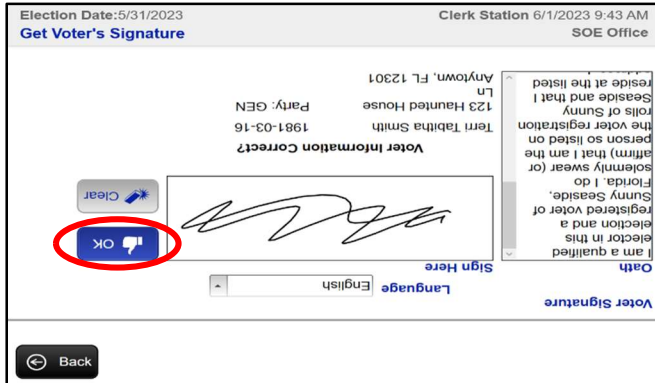 Election Date:5/31/2023
Clerk Station 6/1/2023 9:43 AM
Get Voter's Signature
SOE Office
Voter Signature
Oath
I am a qualified
elector in this
election and a
registered voter of
Sunny Seaside,
Florida. I do
solemnly swear (or
affirm) that I am the
person so listed on
the voter registration
rolls of Sunny
Seaside and that I
reside at the listed
Language
English
Sign Here
OK
Clear
Voter Information Correct?
Terri Tabitha Smith
1981-03-16
123 Haunted House
Ln
Party: GEN
Anytown, FL 12301
Back